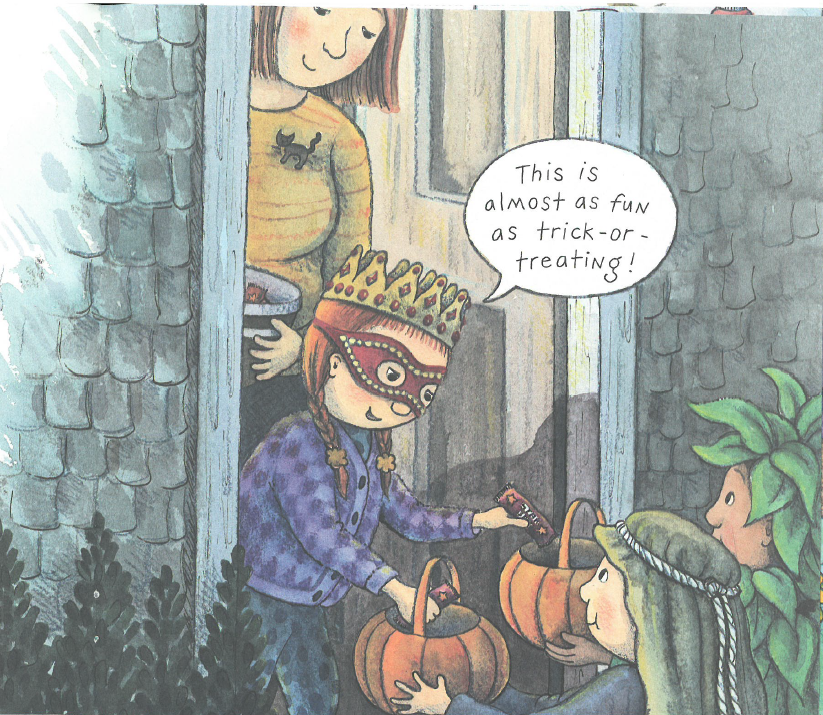 This is
almost as fun
as trick-or-
treating!